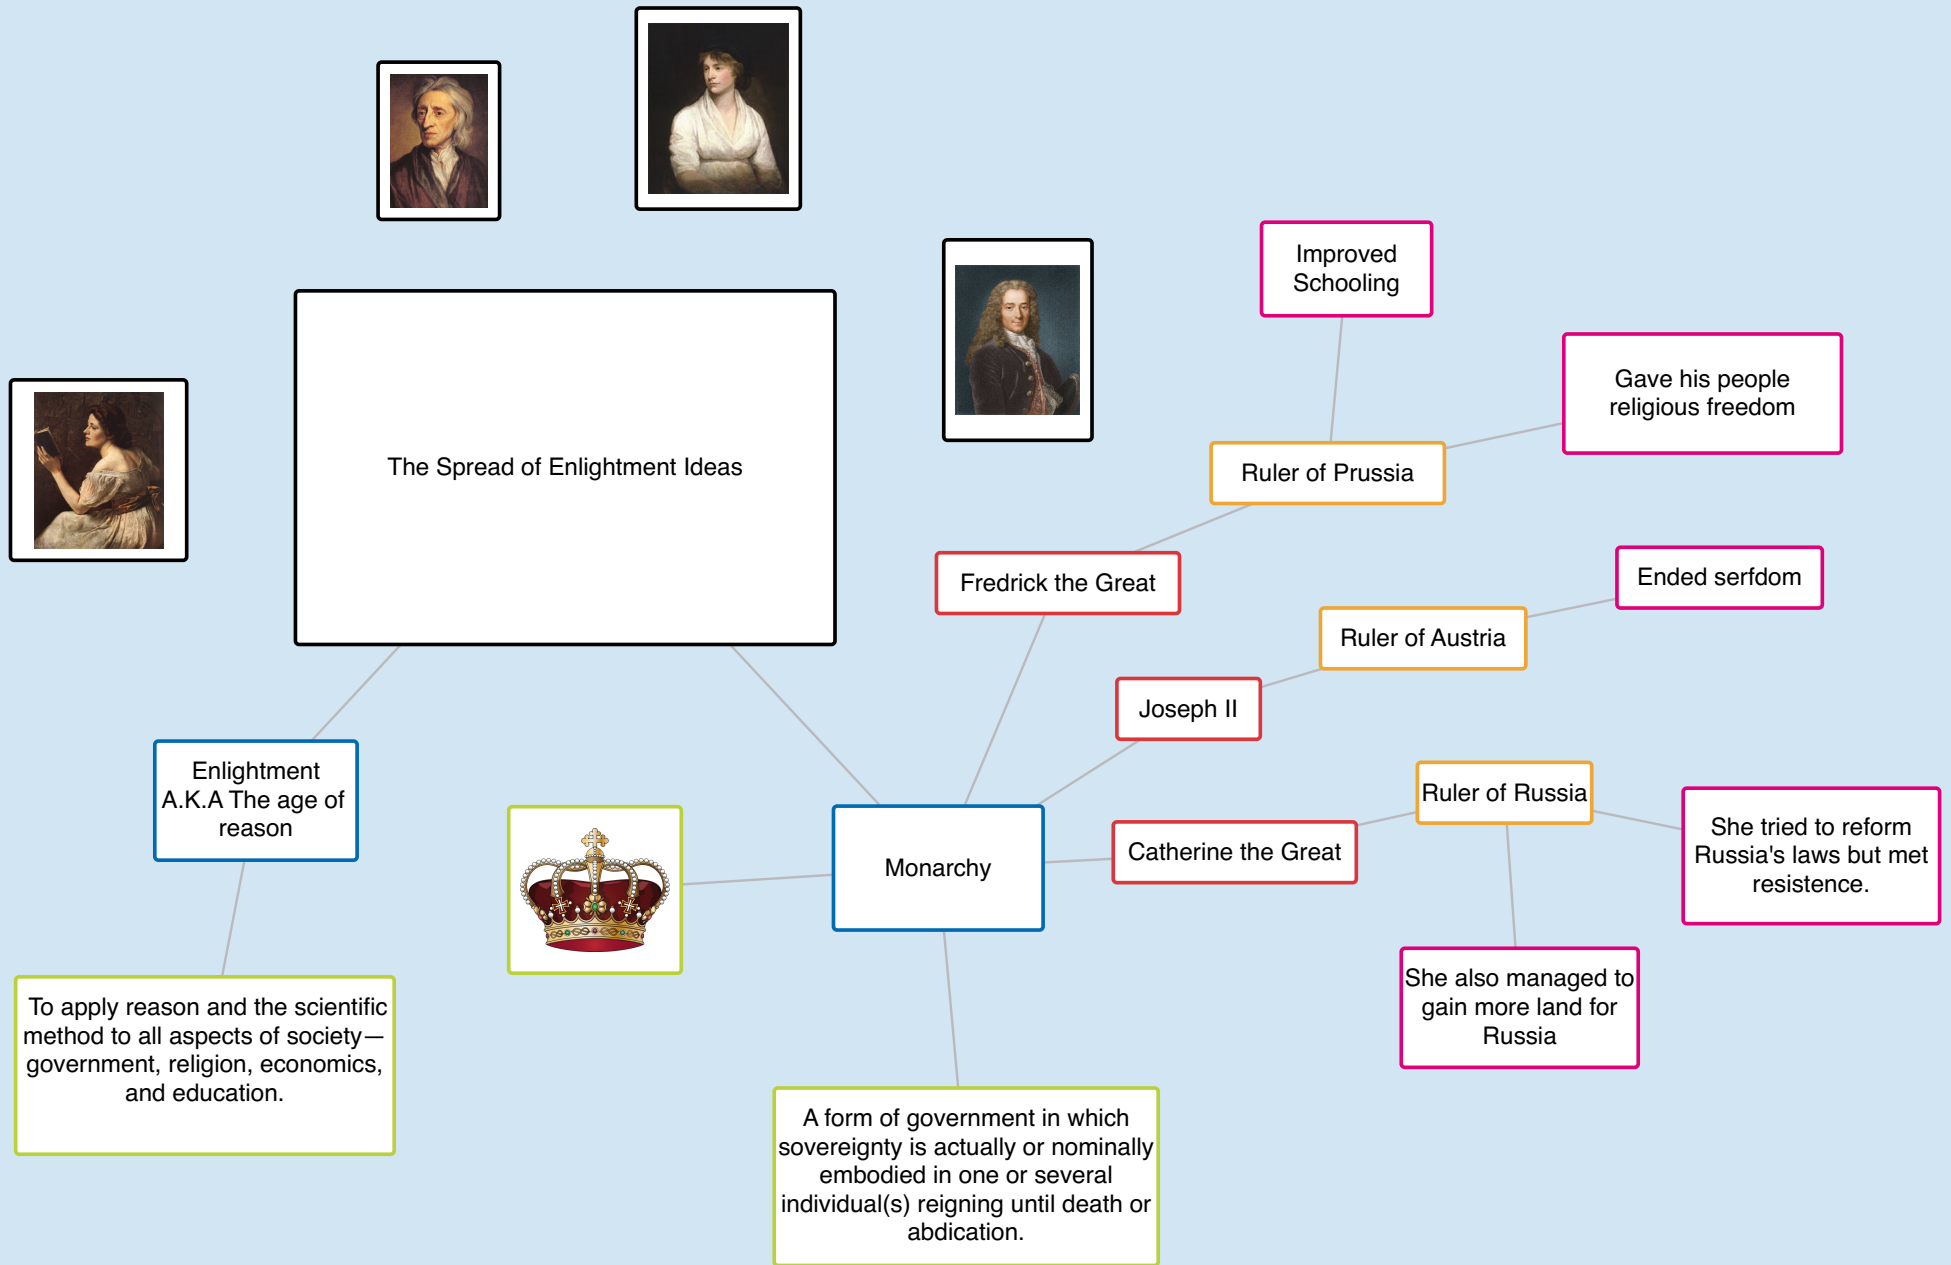 Improved
Schooling
Gave his people
religious freedom
The Spread of Enlightment Ideas
Ruler of Prussia
Fredrick the Great
Ended serfdom
Ruler of Austria
Joseph II
Enlightment
A.K.A The age of
reason
Monarchy
Catherine the Great
Ruler of Russia
She tried to reform
Russia's laws but met
resistence.
She also managed to
gain more land for
Russia
To apply reason and the scientific
method to all aspects of society—
government, religion, economics,
and education.
A form of government in which
sovereignty is actually or nominally
embodied in one or several
individual(s) reigning until death or
abdication.